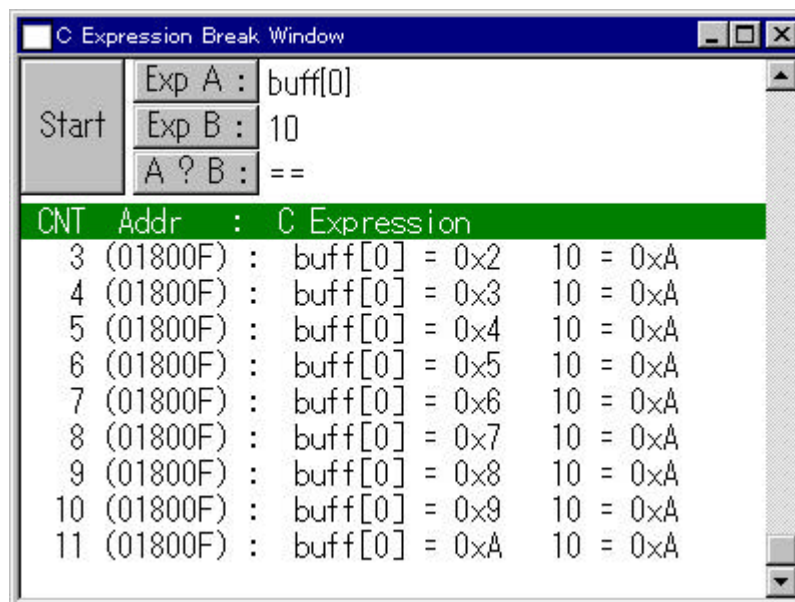 C Expression Break Window
Start
Exp A : buff[0]
Exp B : 10
A ? B : ==
CNT Addr : C Expression
3 (01800F) : buff[0] = 0x2 10 = 0xA
4 (01800F) : buff[0] = 0x3 10 = 0xA
5 (01800F) : buff[0] = 0x4 10 = 0xA
6 (01800F) : buff[0] = 0x5 10 = 0xA
7 (01800F) : buff[0] = 0x6 10 = 0xA
8 (01800F) : buff[0] = 0x7 10 = 0xA
9 (01800F) : buff[0] = 0x8 10 = 0xA
10 (01800F) : buff[0] = 0x9 10 = 0xA
11 (01800F) : buff[0] = 0xA 10 = 0xA